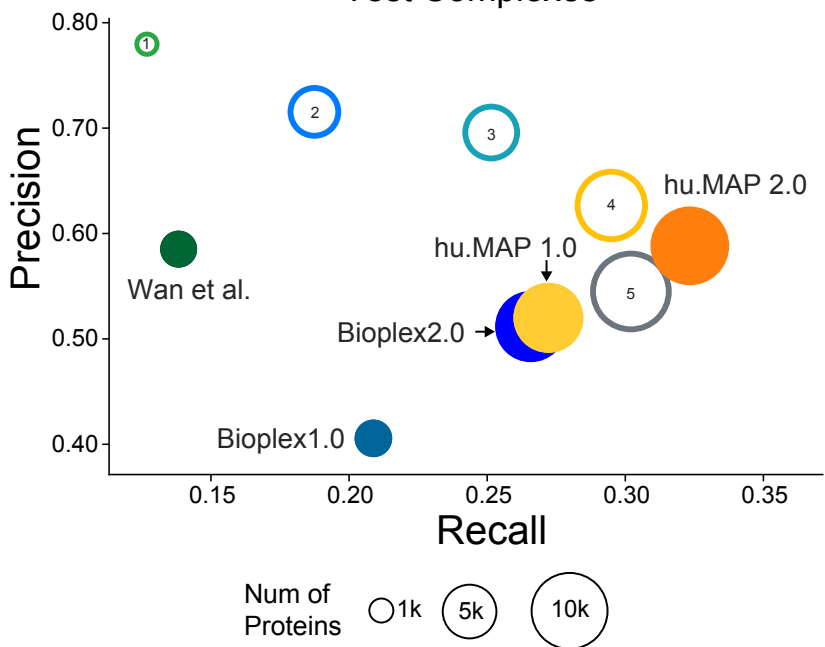 Test Complexes
0.80
0.70
0.60
0.50
0.40
Precision
1
2
3
4
5
hu.MAP 2.0
hu.MAP 1.0
Wan et al.
Bioplex2.0
Bioplex1.0
0.15 0.20 0.25 0.30 0.35
Recall
Num of
Proteins
1k 5k 10k